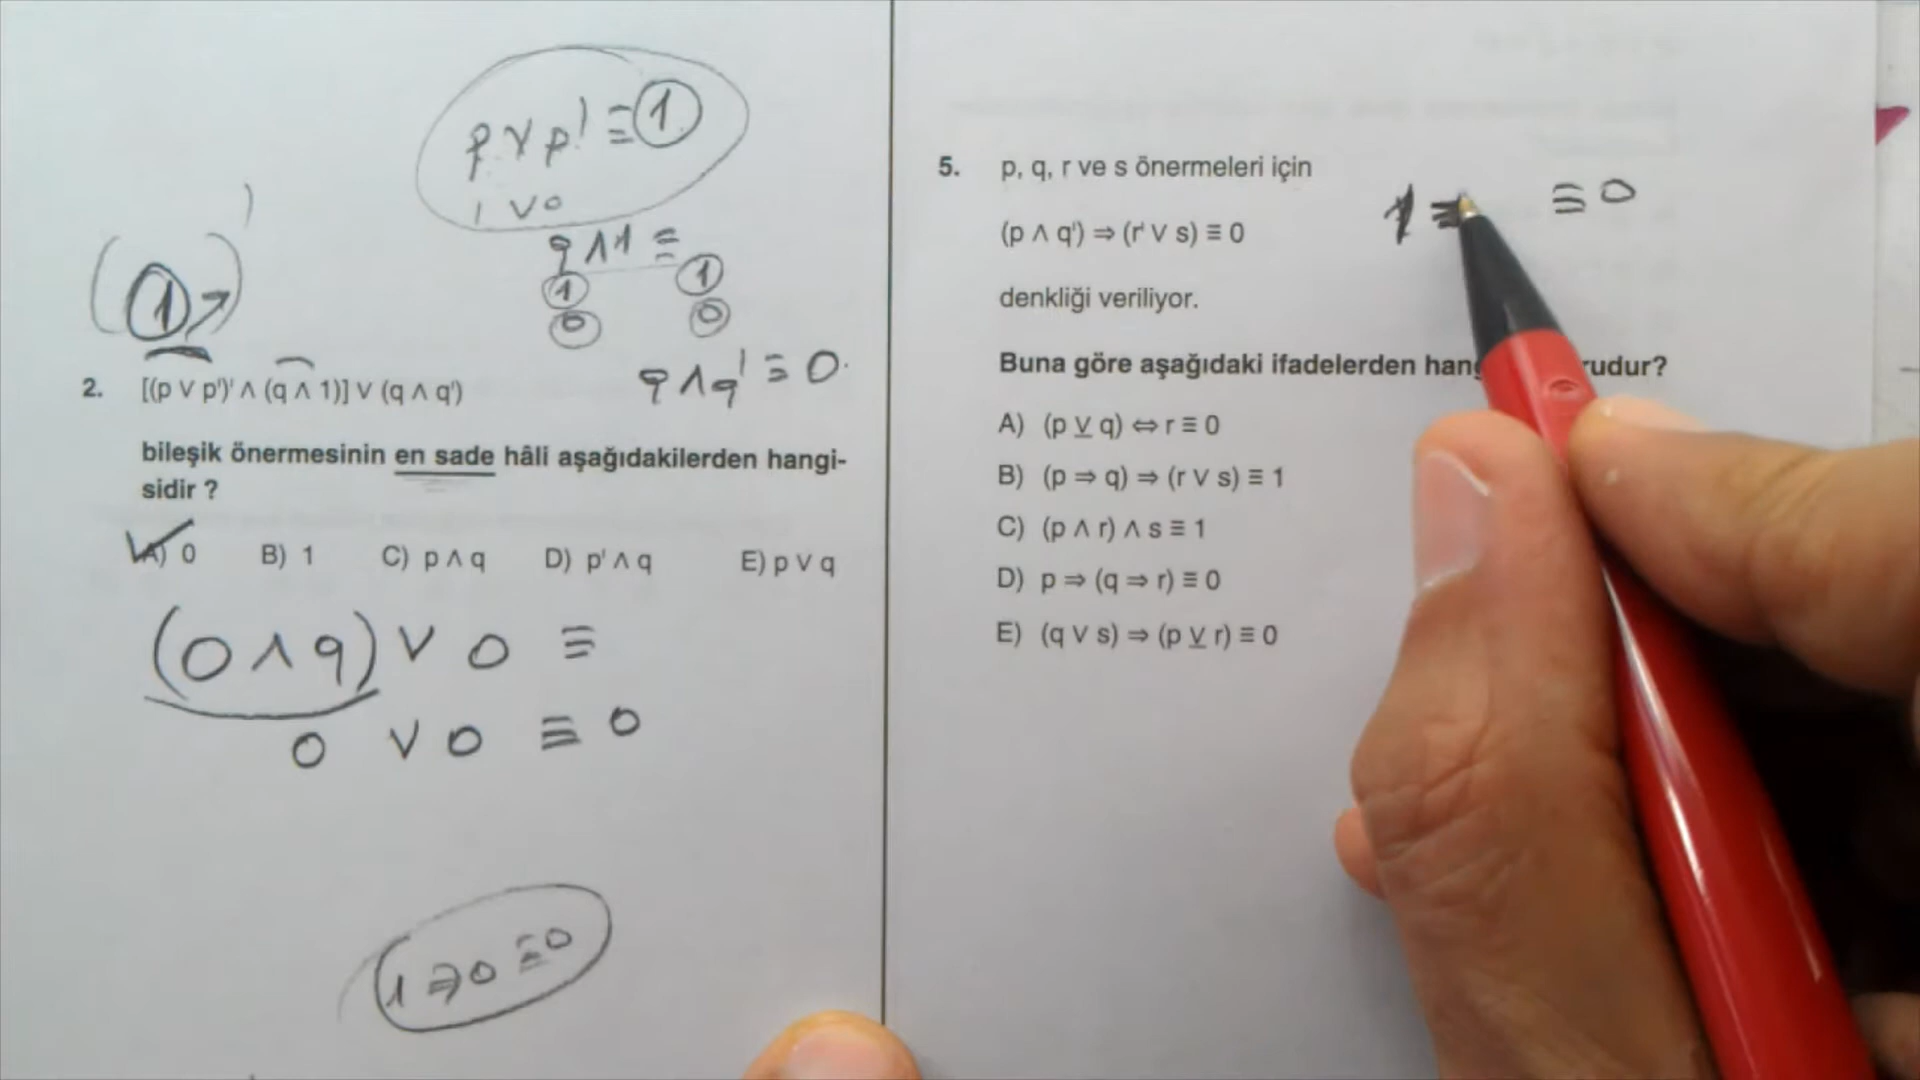 p ∨ p' ≡ 1
1 ∨ 0
q ∧ 1 ≡
1 1
0 0
q ∧ q' ≡ 0
( 1 )'
2. [(p ∨ p')' ∧ (q ∧ 1)] ∨ (q ∧ q')
bileşik önermesinin en sade hâli aşağıdakilerden hangi-
sidir ?
A) 0 B) 1 C) p ∧ q D) p' ∧ q E) p ∨ q
(0 ∧ q) ∨ 0 ≡
0 ∨ 0 ≡ 0
1 ⇒ 0 ≡ 0
5. p, q, r ve s önermeleri için
(p ∧ q') ⇒ (r' ∨ s) ≡ 0
1 ≡ 0
denkliği veriliyor.
Buna göre aşağıdaki ifadelerden
A) (p ⊻ q) ⇔ r ≡ 0
B) (p ⇒ q) ⇒ (r ∨ s) ≡ 1
C) (p ∧ r) ∧ s ≡ 1
D) p ⇒ (q ⇒ r) ≡ 0
E) (q ∨ s) ⇒ (p ⊻ r) ≡ 0